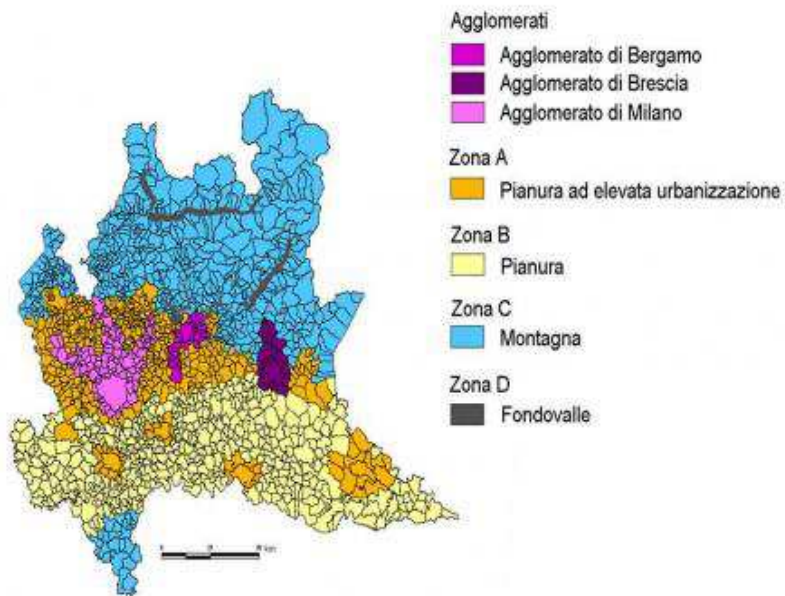 Agglomerati
Agglomerato di Bergamo
Agglomerato di Brescia
Agglomerato di Milano
Zona A
Pianura ad elevata urbanizzazione
Zona B
Pianura
Zona C
Montagna
Zona D
Fondovalle